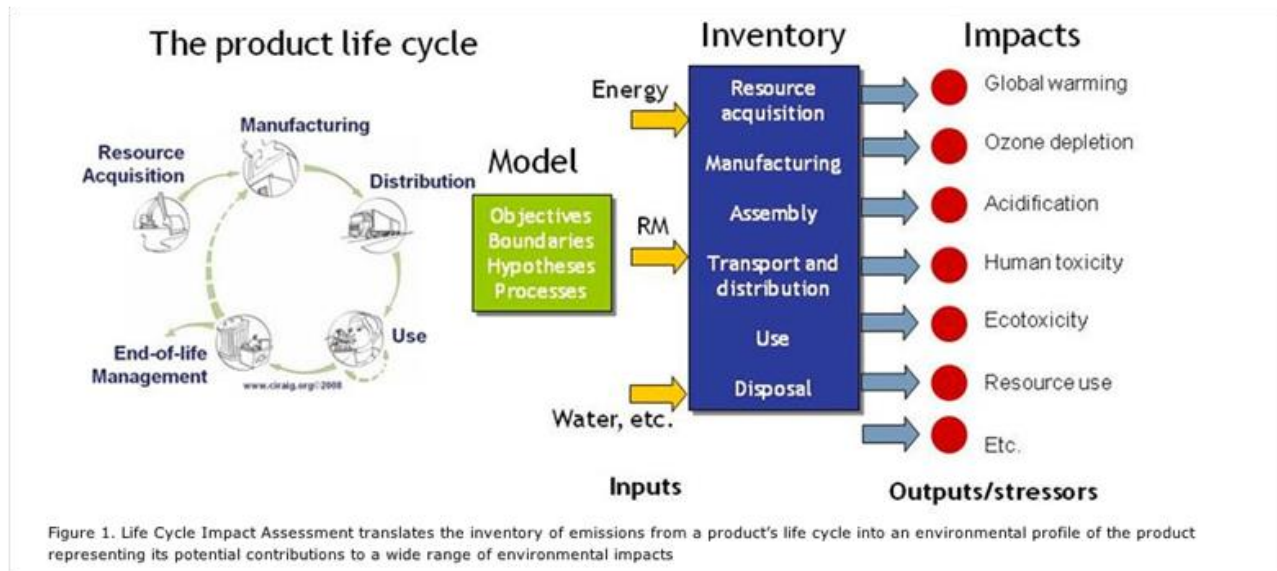 The product life cycle
Manufacturing
Resource
Acquisition
Distribution
Use
End-of-life
Management
www.ciraig.org©2008
Model
Objectives
Boundaries
Hypotheses
Processes
Energy
RM
Water, etc.
Inputs
Inventory
Resource
acquisition
Manufacturing
Assembly
Transport and
distribution
Use
Disposal
Impacts
Global warming
Ozone depletion
Acidification
Human toxicity
Ecotoxicity
Resource use
Etc.
Outputs/stressors
Figure 1. Life Cycle Impact Assessment translates the inventory of emissions from a product's life cycle into an environmental profile of the product
representing its potential contributions to a wide range of environmental impacts